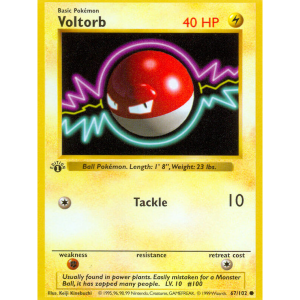 Basic Pokémon
Voltorb 40 HP
Ball Pokémon. Length: 1' 8", Weight: 23 lbs.
Tackle 10
weakness resistance retreat cost
Usually found in power plants. Easily mistaken for a Monster
Ball, it has zapped many people. LV. 10 #100
Illus. Keiji Kinebuchi
67/102